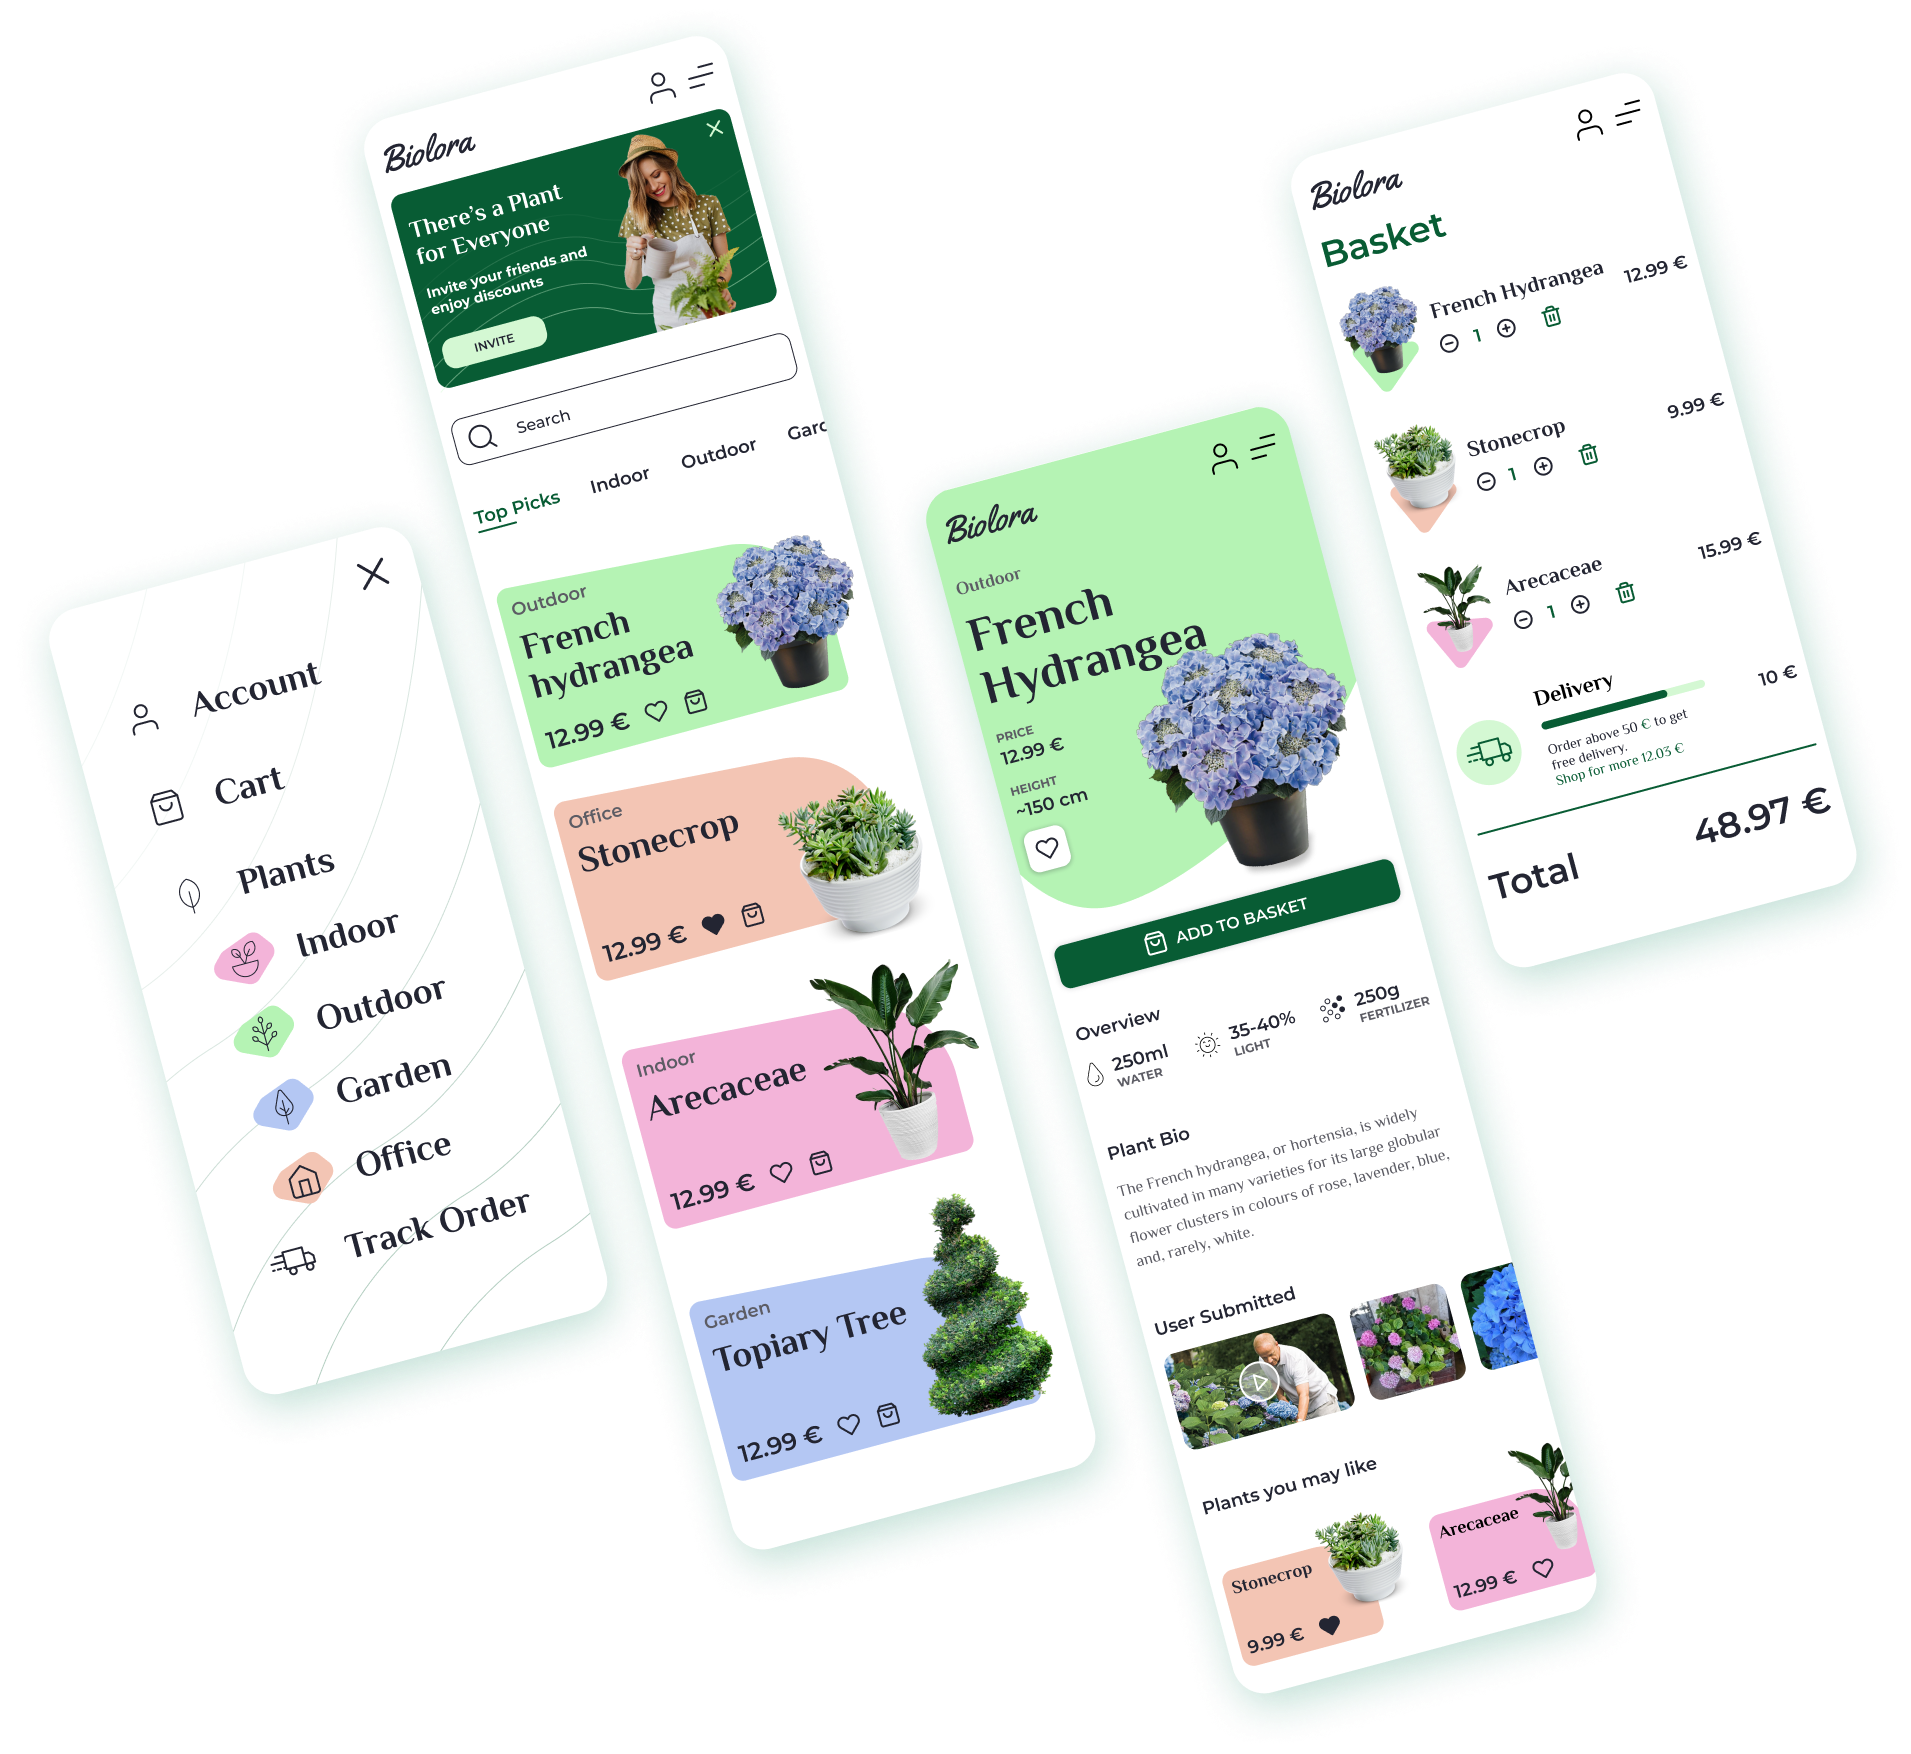 Account
Cart
Plants
Indoor
Outdoor
Garden
Office
Track Order
Biolora
There's a Plant
for Everyone
Invite your friends and
enjoy discounts
INVITE
Search
Top Picks Indoor Outdoor Gard
Outdoor
French
hydrangea
12.99 €
Office
Stonecrop
12.99 €
Indoor
Arecaceae
12.99 €
Garden
Topiary Tree
12.99 €
Biolora
Outdoor
French
Hydrangea
PRICE
12.99 €
HEIGHT
~150 cm
ADD TO BASKET
Overview
250ml
WATER
35-40%
LIGHT
250g
FERTILIZER
Plant Bio
The French hydrangea, or hortensia, is widely
cultivated in many varieties for its large globular
flower clusters in colours of rose, lavender, blue,
and, rarely, white.
User Submitted
Plants you may like
Stonecrop
9.99 €
Arecaceae
12.99 €
Biolora
Basket
French Hydrangea 12.99 €
1
Stonecrop 9.99 €
1
Arecaceae 15.99 €
1
Delivery 10 €
Order above 50 € to get
free delivery.
Shop for more 12.03 €
Total 48.97 €